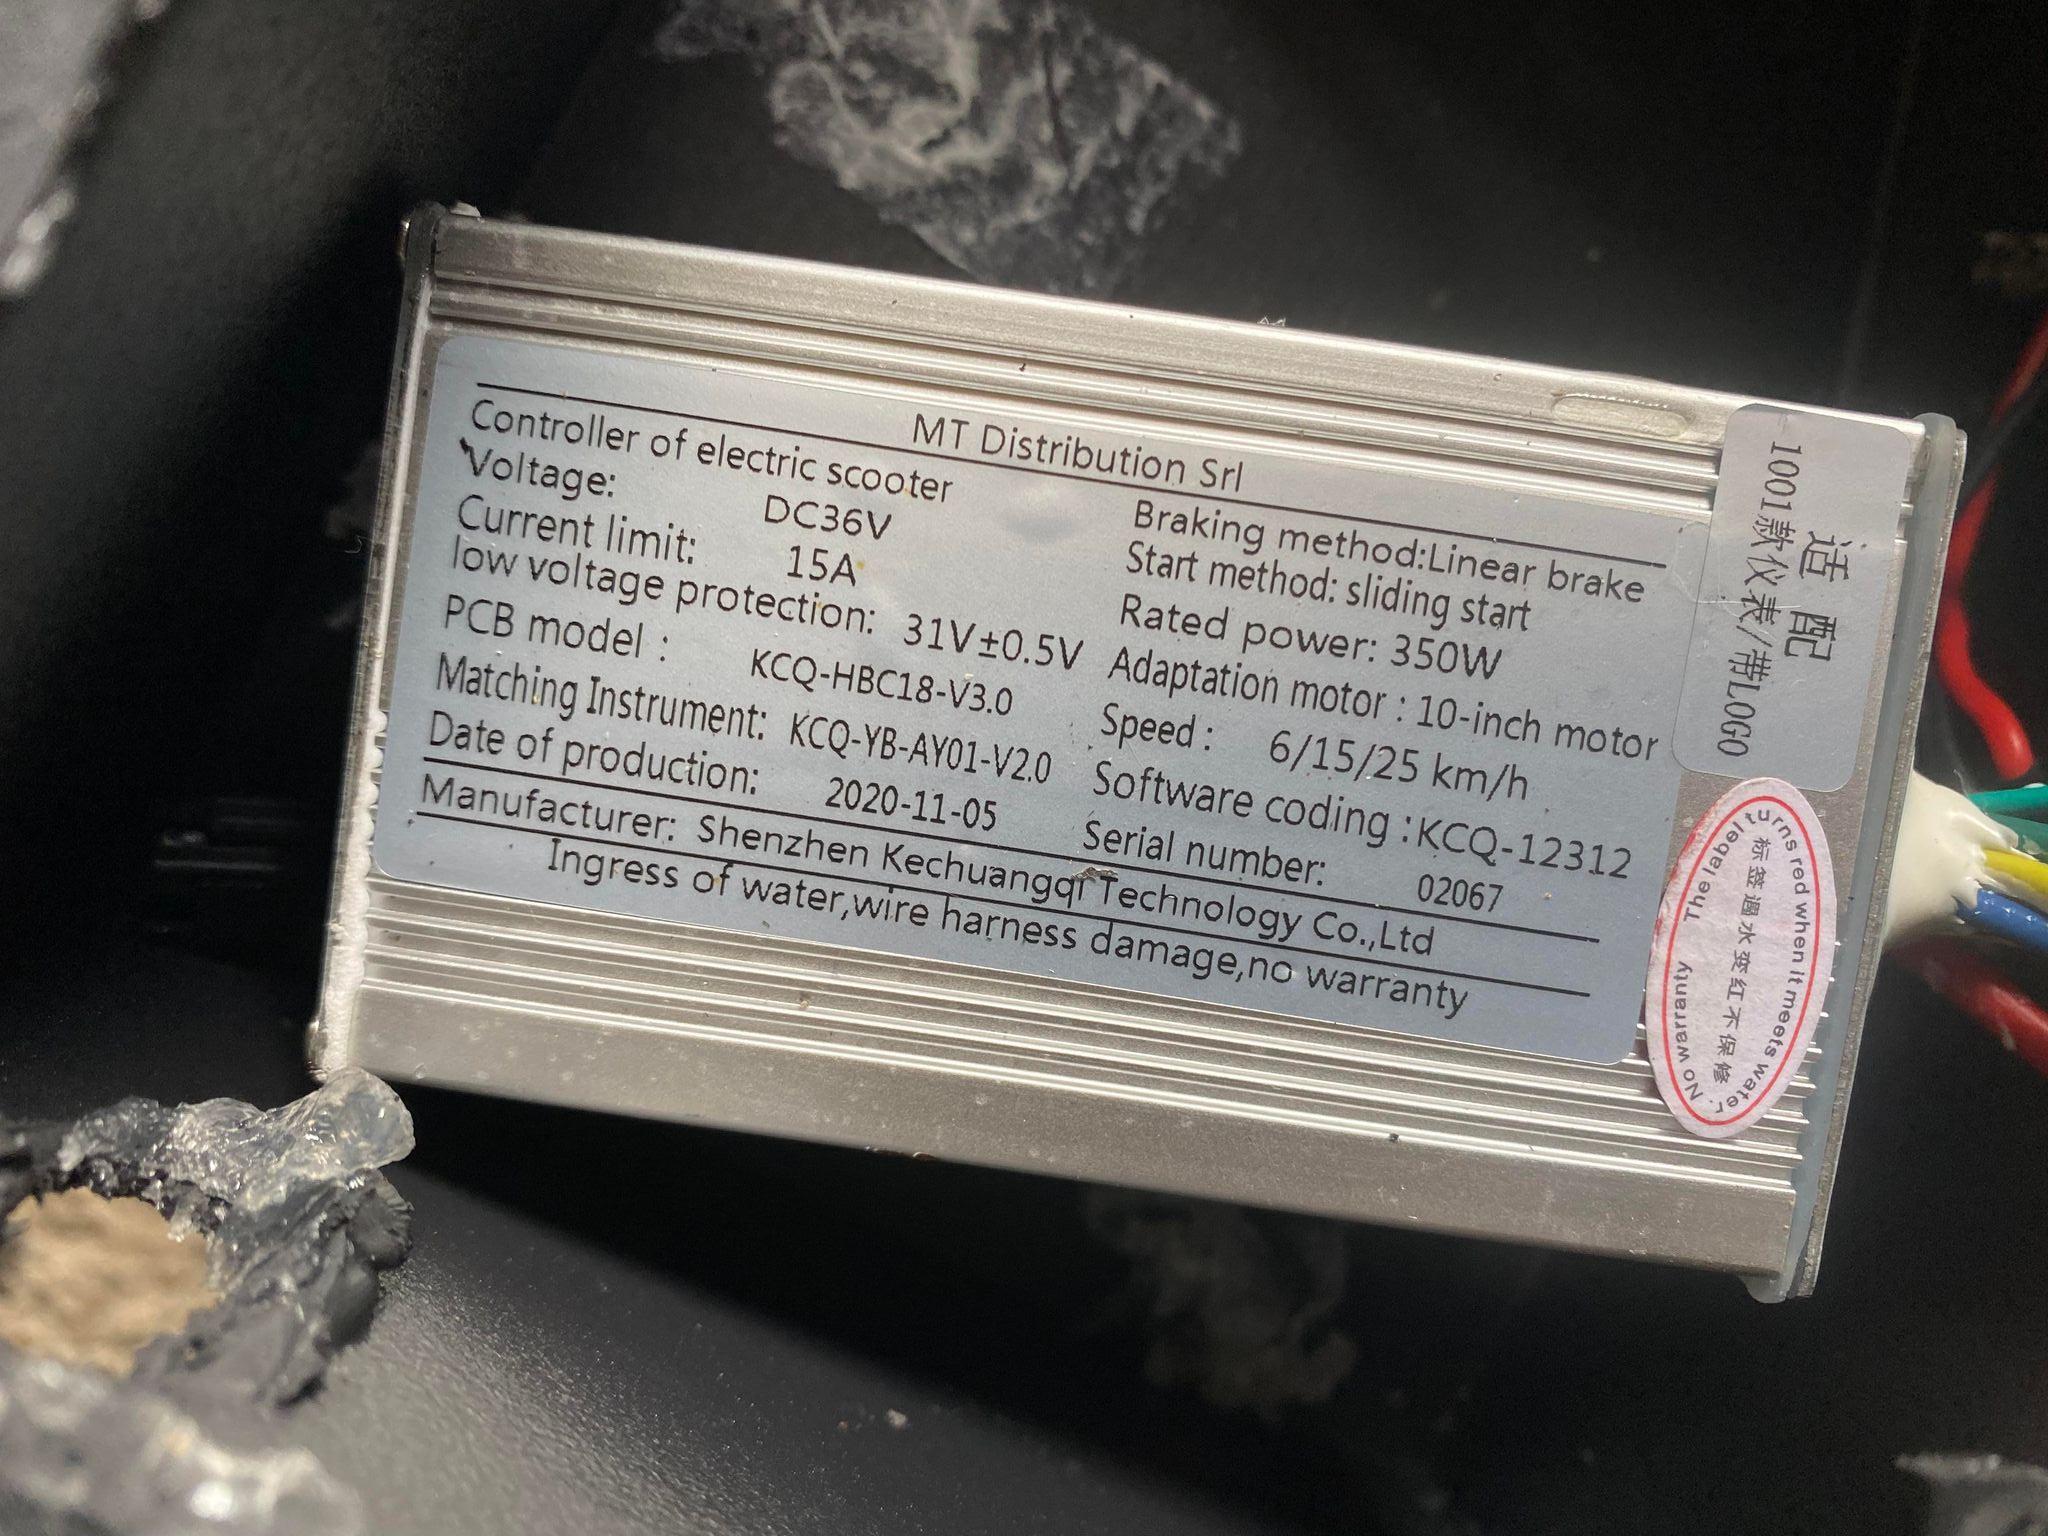 MT Distribution Srl
Controller of electric scooter
Voltage: DC36V
Current limit: 15A
low voltage protection: 31V±0.5V
PCB model : KCQ-HBC18-V3.0
Matching Instrument: KCQ-YB-AY01-V2.0
Date of production: 2020-11-05
Braking method:Linear brake
Start method: sliding start
Rated power: 350W
Adaptation motor : 10-inch motor
Speed : 6/15/25 km/h
Software coding :KCQ-12312
Serial number: 02067
Manufacturer: Shenzhen Kechuangqi Technology Co.,Ltd
Ingress of water,wire harness damage,no warranty
适 配
1001款仪表/带LOGO
The label turns red when it meets water.
标签遇水变红不保修
No warranty